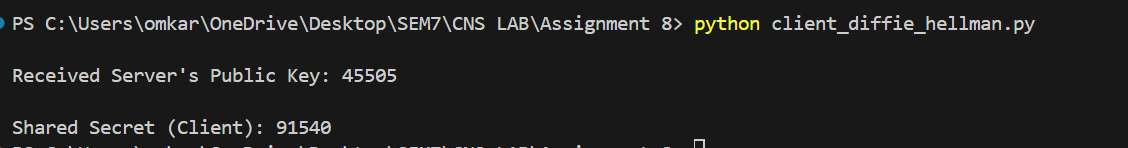 PS C:\Users\omkar\OneDrive\Desktop\SEM7\CNS LAB\Assignment 8> python client_diffie_hellman.py
Received Server's Public Key: 45505
Shared Secret (Client): 91540